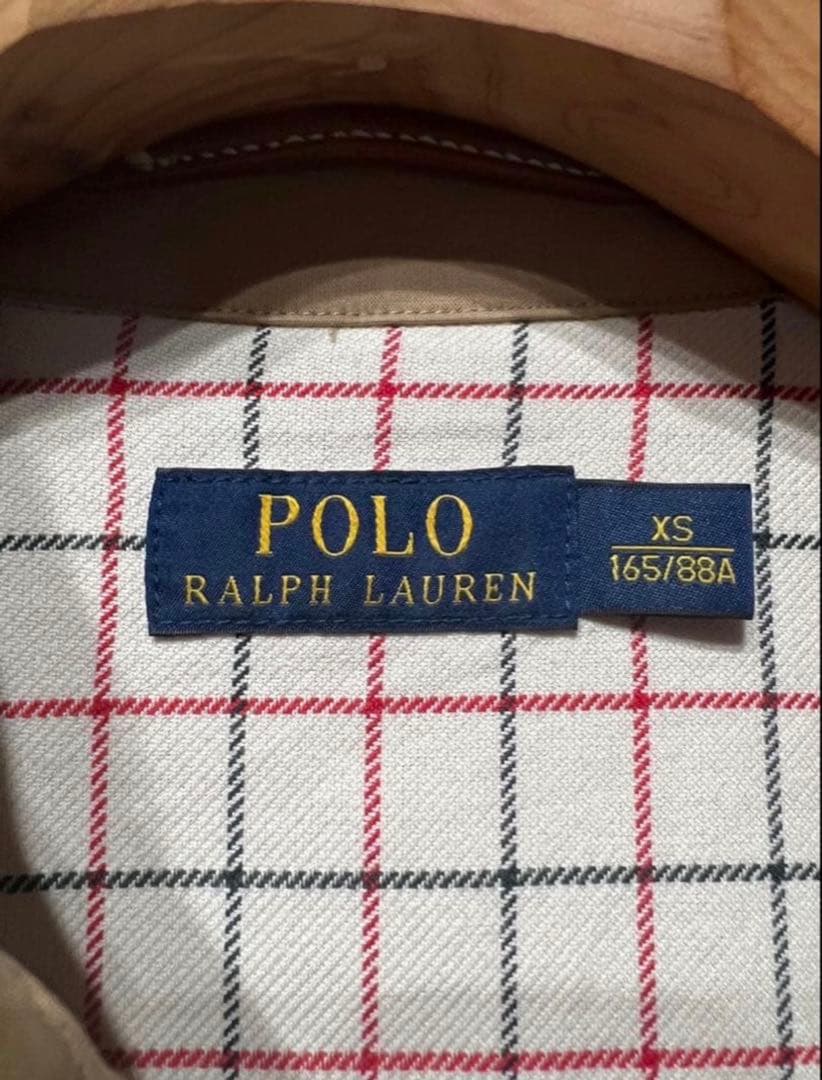 POLO
RALPH LAUREN
XS
165/88A